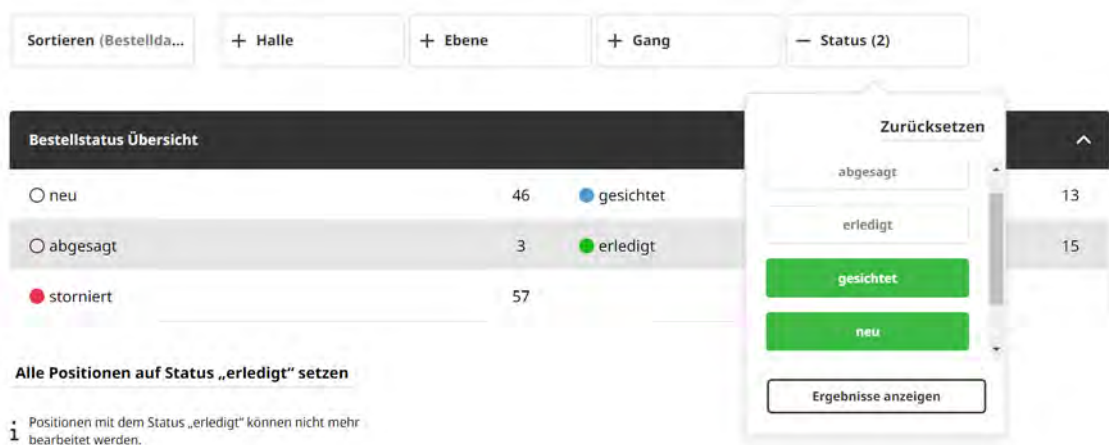 Sortieren (Bestellda...
+ Halle
+ Ebene
+ Gang
− Status (2)
Zurücksetzen
abgesagt
erledigt
gesichtet
neu
Ergebnisse anzeigen
Bestellstatus Übersicht
neu 46 gesichtet 13
abgesagt 3 erledigt 15
storniert 57
Alle Positionen auf Status „erledigt“ setzen
i Positionen mit dem Status „erledigt“ können nicht mehr
bearbeitet werden.